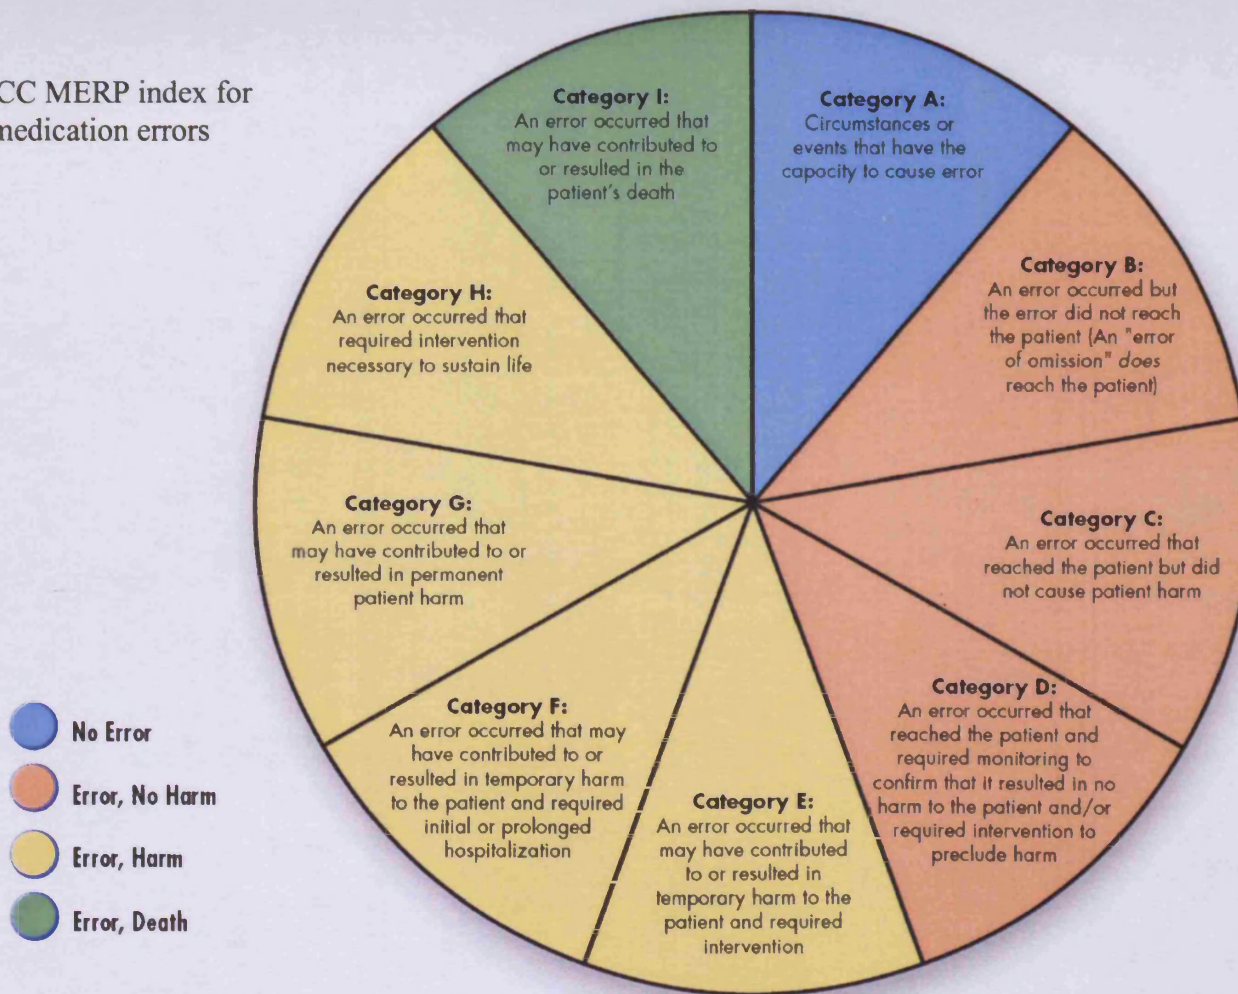 CC MERP index for
medication errors
Category I:
An error occurred that
may have contributed to
or resulted in the
patient's death
Category A:
Circumstances or
events that have the
capacity to cause error
Category B:
An error occurred but
the error did not reach
the patient (An "error
of omission" does
reach the patient)
Category H:
An error occurred that
required intervention
necessary to sustain life
Category G:
An error occurred that
may have contributed to or
resulted in permanent
patient harm
Category C:
An error occurred that
reached the patient but did
not cause patient harm
Category D:
An error occurred that
reached the patient and
required monitoring to
confirm that it resulted in no
harm to the patient and/or
required intervention to
preclude harm
Category F:
An error occurred that may
have contributed to or
resulted in temporary harm
to the patient and required
initial or prolonged
hospitalization
Category E:
An error occurred that
may have contributed
to or resulted in
temporary harm to the
patient and required
intervention
No Error
Error, No Harm
Error, Harm
Error, Death